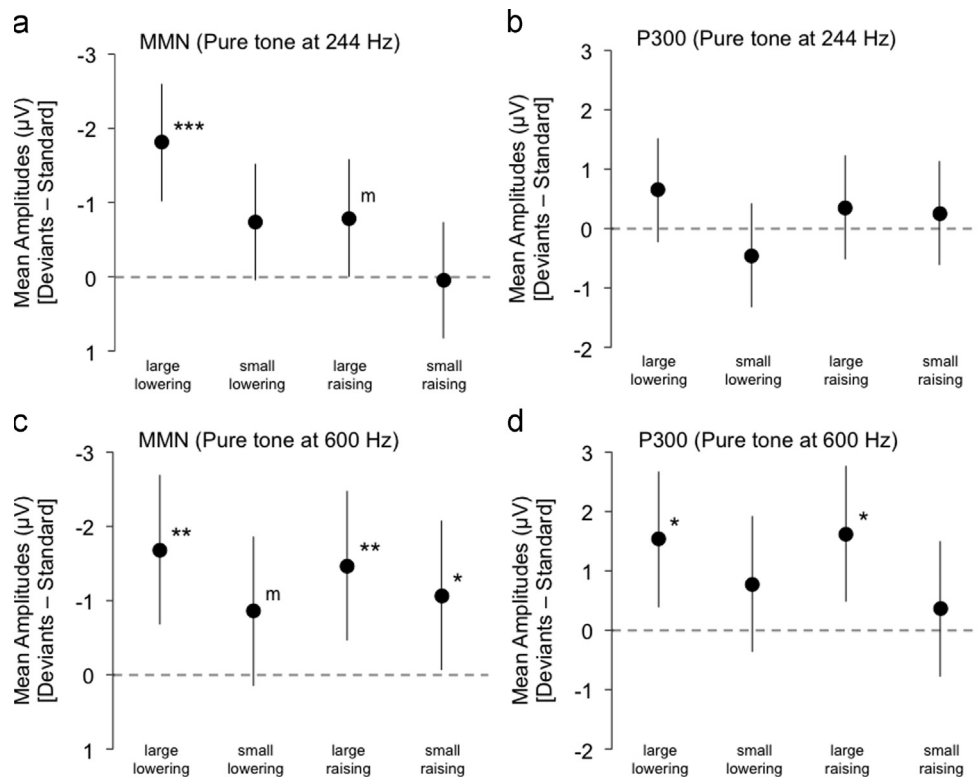 a
MMN (Pure tone at 244 Hz)
Mean Amplitudes (µV)
[Deviants – Standard]
-3
-2
-1
0
1
***
m
large lowering
small lowering
large raising
small raising
b
P300 (Pure tone at 244 Hz)
Mean Amplitudes (µV)
[Deviants – Standard]
3
2
1
0
-1
-2
large lowering
small lowering
large raising
small raising
c
MMN (Pure tone at 600 Hz)
Mean Amplitudes (µV)
[Deviants – Standard]
-3
-2
-1
0
1
**
m
**
*
large lowering
small lowering
large raising
small raising
d
P300 (Pure tone at 600 Hz)
Mean Amplitudes (µV)
[Deviants – Standard]
3
2
1
0
-1
-2
*
*
large lowering
small lowering
large raising
small raising